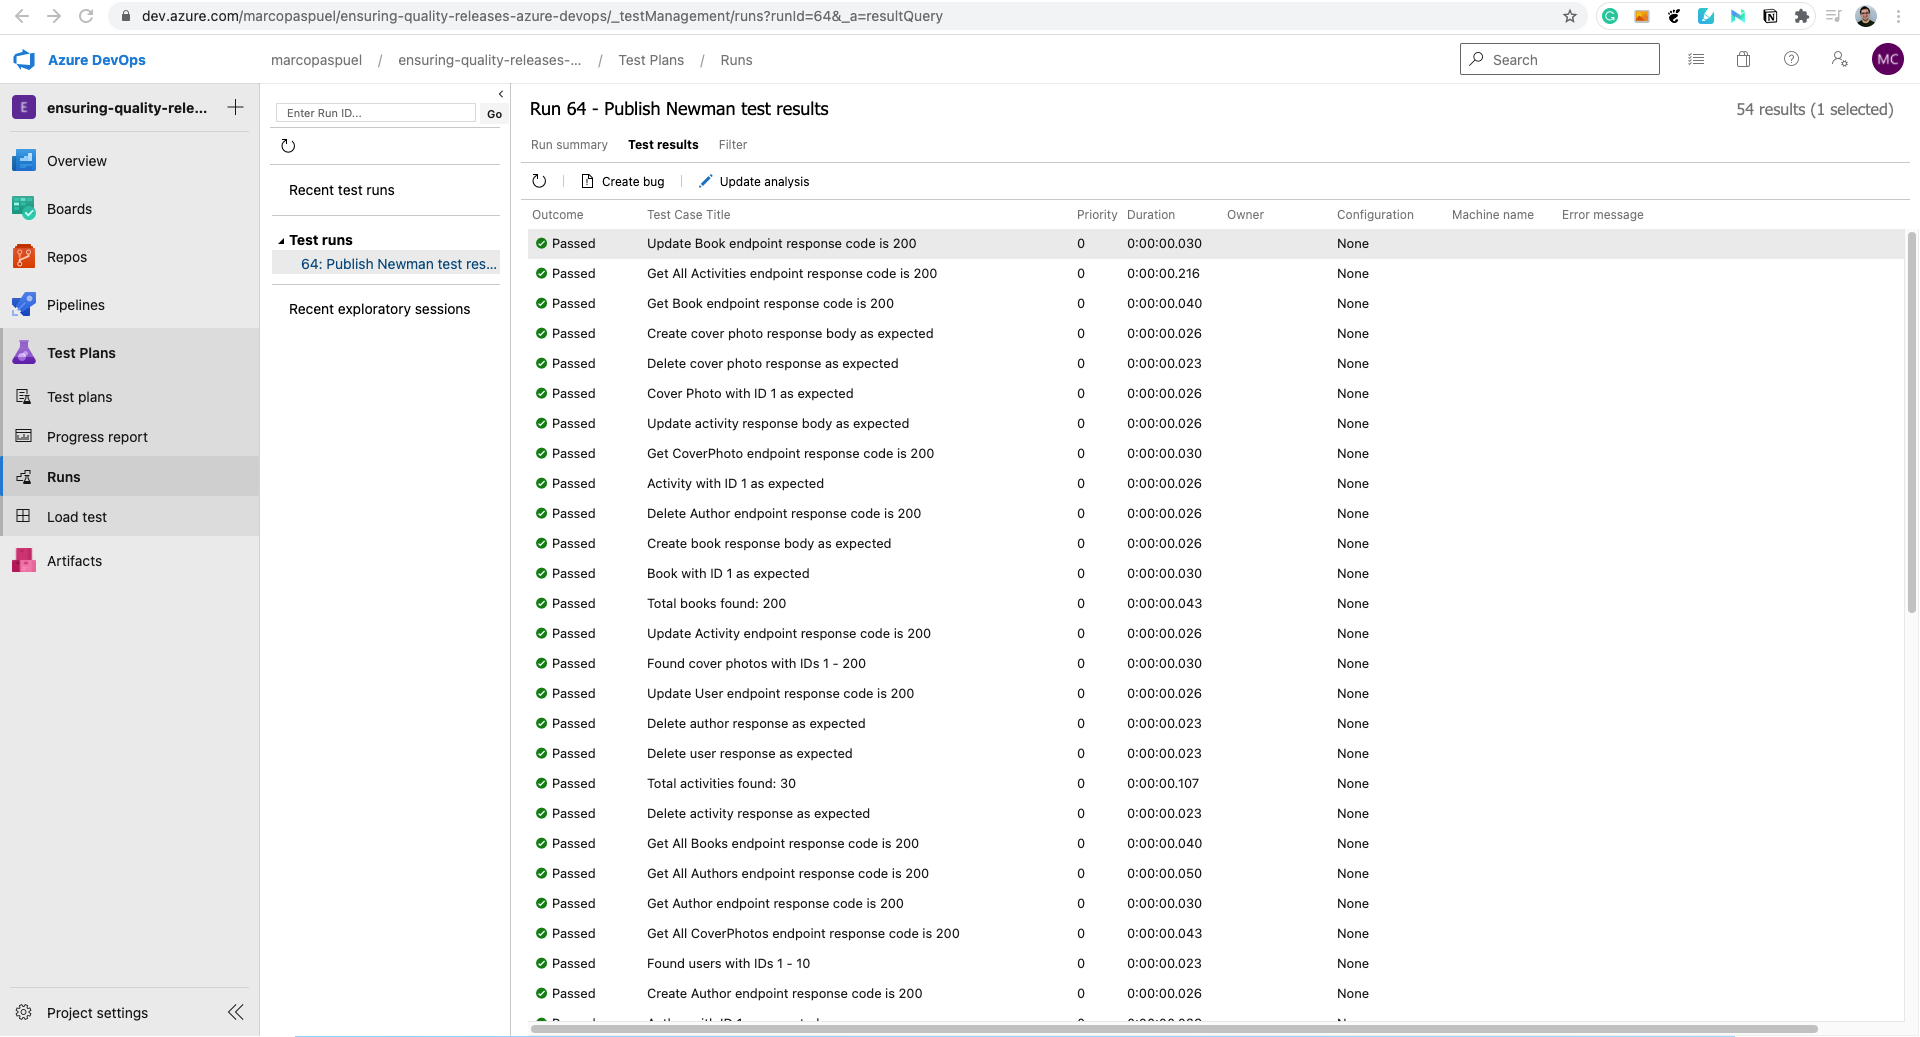 dev.azure.com/marcopaspuel/ensuring-quality-releases-azure-devops/_testManagement/runs?runId=64&_a=resultQuery
Azure DevOps
marcopaspuel / ensuring-quality-releases-... / Test Plans / Runs
Search
MC
E ensuring-quality-rele...
Overview
Boards
Repos
Pipelines
Test Plans
Test plans
Progress report
Runs
Load test
Artifacts
Project settings
Enter Run ID... Go
Recent test runs
Test runs
64: Publish Newman test res...
Recent exploratory sessions
Run 64 - Publish Newman test results
54 results (1 selected)
Run summary Test results Filter
Create bug Update analysis
Outcome Test Case Title Priority Duration Owner Configuration Machine name Error message
Passed Update Book endpoint response code is 200 0 0:00:00.030 None
Passed Get All Activities endpoint response code is 200 0 0:00:00.216 None
Passed Get Book endpoint response code is 200 0 0:00:00.040 None
Passed Create cover photo response body as expected 0 0:00:00.026 None
Passed Delete cover photo response as expected 0 0:00:00.023 None
Passed Cover Photo with ID 1 as expected 0 0:00:00.026 None
Passed Update activity response body as expected 0 0:00:00.026 None
Passed Get CoverPhoto endpoint response code is 200 0 0:00:00.030 None
Passed Activity with ID 1 as expected 0 0:00:00.026 None
Passed Delete Author endpoint response code is 200 0 0:00:00.026 None
Passed Create book response body as expected 0 0:00:00.026 None
Passed Book with ID 1 as expected 0 0:00:00.030 None
Passed Total books found: 200 0 0:00:00.043 None
Passed Update Activity endpoint response code is 200 0 0:00:00.026 None
Passed Found cover photos with IDs 1 - 200 0 0:00:00.030 None
Passed Update User endpoint response code is 200 0 0:00:00.026 None
Passed Delete author response as expected 0 0:00:00.023 None
Passed Delete user response as expected 0 0:00:00.023 None
Passed Total activities found: 30 0 0:00:00.107 None
Passed Delete activity response as expected 0 0:00:00.023 None
Passed Get All Books endpoint response code is 200 0 0:00:00.040 None
Passed Get All Authors endpoint response code is 200 0 0:00:00.050 None
Passed Get Author endpoint response code is 200 0 0:00:00.030 None
Passed Get All CoverPhotos endpoint response code is 200 0 0:00:00.043 None
Passed Found users with IDs 1 - 10 0 0:00:00.023 None
Passed Create Author endpoint response code is 200 0 0:00:00.026 None